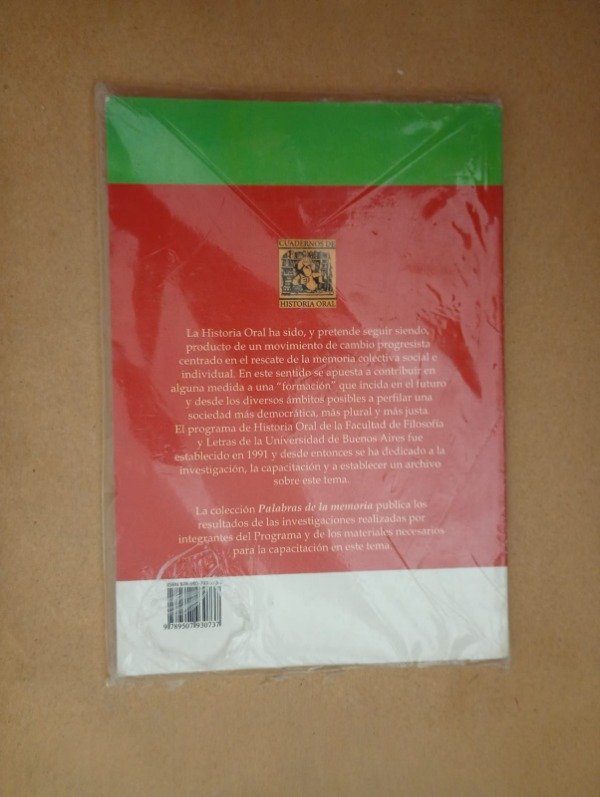 CUADERNOS DE
HISTORIA ORAL
La Historia Oral ha sido, y pretende seguir siendo,
producto de un movimiento de cambio progresista
centrado en el rescate de la memoria colectiva social e
individual. En este sentido se apuesta a contribuir en
alguna medida a una “formación” que incida en el futuro
y desde los diversos ámbitos posibles a perfilar una
sociedad más democrática, más plural y más justa.
El programa de Historia Oral de la Facultad de Filosofía
y Letras de la Universidad de Buenos Aires fue
establecido en 1991 y desde entonces se ha dedicado a la
investigación, la capacitación y a establecer un archivo
sobre este tema.
La colección Palabras de la memoria publica los
resultados de las investigaciones realizadas por
integrantes del Programa y de los materiales necesarios
para la capacitación en este tema.
ISBN 978-950-793-
9789507930737